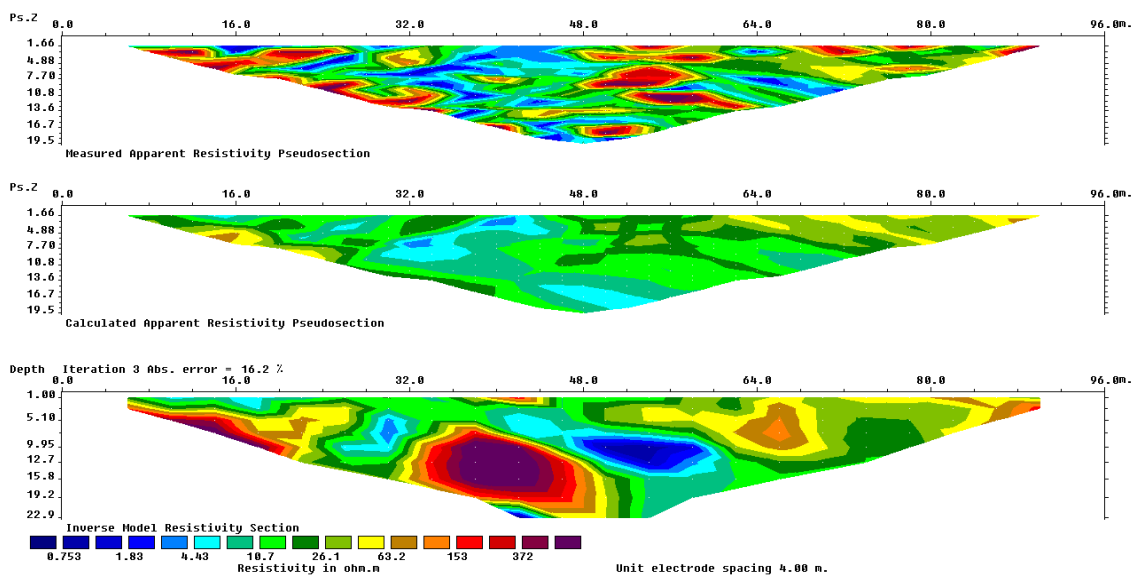 Ps.Z 0.0 16.0 32.0 48.0 64.0 80.0 96.0m.
1.66
4.88
7.70
10.8
13.6
16.7
19.5
Measured Apparent Resistivity Pseudosection
Ps.Z 0.0 16.0 32.0 48.0 64.0 80.0 96.0m.
1.66
4.88
7.70
10.8
13.6
16.7
19.5
Calculated Apparent Resistivity Pseudosection
Depth Iteration 3 Abs. error = 16.2 %
0.0 32.0 48.0 64.0 80.0 96.0m.
1.00
5.10
9.95
12.7
15.8
19.2
22.9
Inverse Model Resistivity Section
0.753 1.83 4.43 10.7 26.1 63.2 153 372
Resistivity in ohm.m Unit electrode spacing 4.00 m.